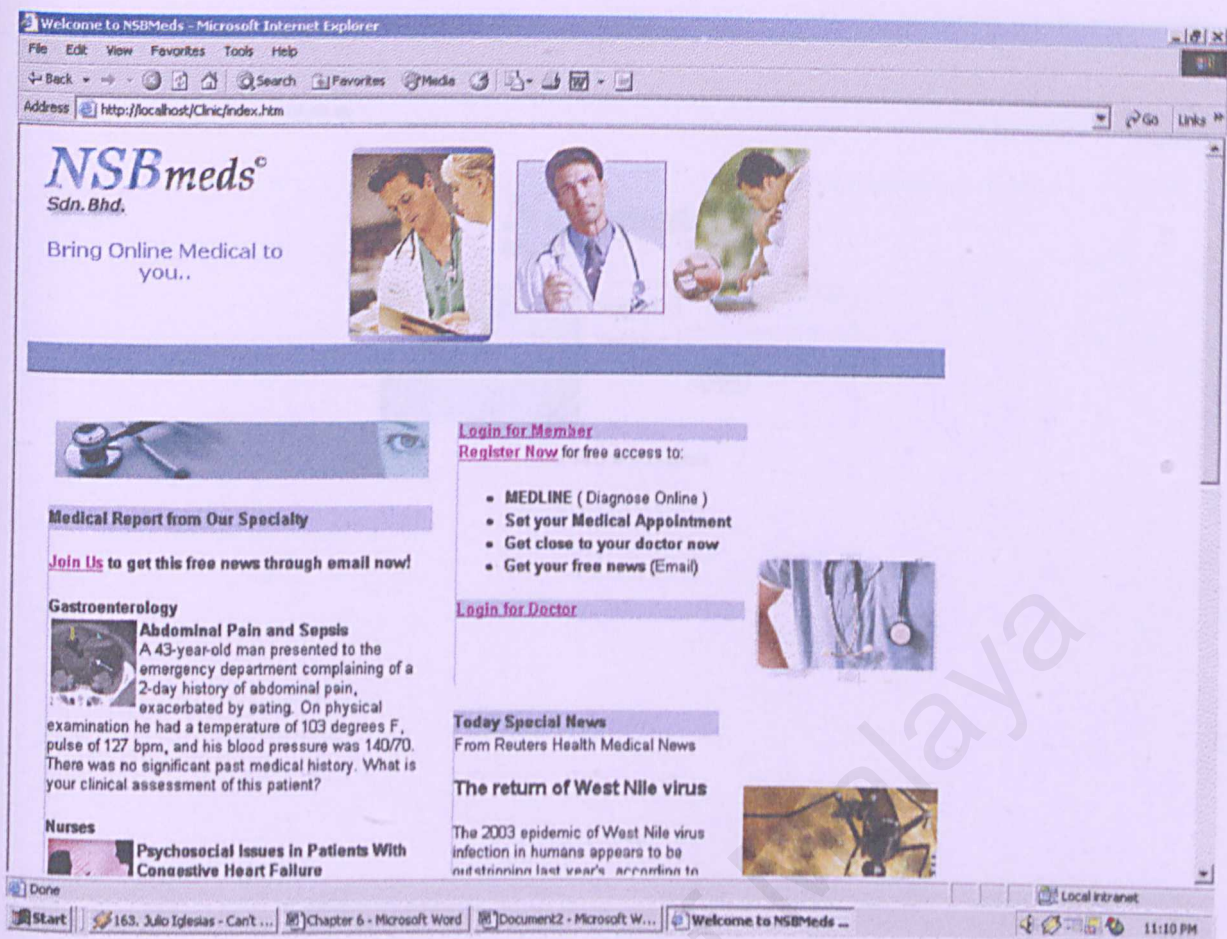 Welcome to NSBMeds - Microsoft Internet Explorer
File Edit View Favorites Tools Help
Back Search Favorites Media
Address http://localhost/Clinic/index.htm Go Links »
NSBmeds©
Sdn. Bhd.
Bring Online Medical to
you..
Medical Report from Our Specialty
Join Us to get this free news through email now!
Gastroenterology
Abdominal Pain and Sepsis
A 43-year-old man presented to the
emergency department complaining of a
2-day history of abdominal pain,
exacerbated by eating. On physical
examination he had a temperature of 103 degrees F,
pulse of 127 bpm, and his blood pressure was 140/70.
There was no significant past medical history. What is
your clinical assessment of this patient?
Nurses
Psychosocial Issues in Patients With
Congestive Heart Failure
Login for Member
Register Now for free access to:
• MEDLINE ( Diagnose Online )
• Set your Medical Appointment
• Get close to your doctor now
• Get your free news (Email)
Login for Doctor
Today Special News
From Reuters Health Medical News
The return of West Nile virus
The 2003 epidemic of West Nile virus
infection in humans appears to be
outstripping last year's, according to
Done Local intranet
Start 163. Julio Iglesias - Can't ... Chapter 6 - Microsoft Word Document2 - Microsoft W... Welcome to NSBMeds ... 11:10 PM
Malaya